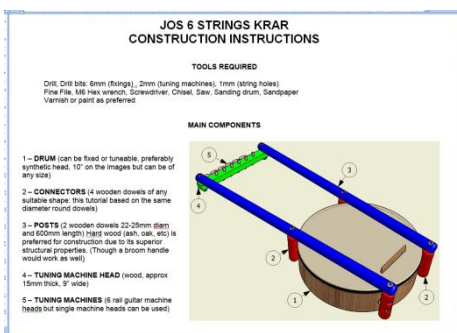 JOS 6 STRINGS KRAR
CONSTRUCTION INSTRUCTIONS
TOOLS REQUIRED
Drill, Drill bits: 6mm (fixings) , 2mm (tuning machines), 1mm (string holes)
Fine File, M6 Hex wrench, Screwdriver, Chisel, Saw, Sanding drum, Sandpaper
Varnish or paint as preferred
MAIN COMPONENTS
1 – DRUM (can be fixed or tuneable, preferably
synthetic head, 10" on the images but can be of
any size)
2 – CONNECTORS (4 wooden dowels of any
suitable shape: this tutorial based on the same
diameter round dowels)
3 – POSTS (2 wooden dowels 22-25mm diam
and 600mm length) Hard wood (ash, oak, etc) is
preferred for construction due to its superior
structural properties. (Though a broom handle
would work as well)
4 – TUNING MACHINE HEAD (wood, approx
15mm thick, 9" wide)
5 – TUNING MACHINES (6 rail guitar machine
heads but single machine heads can be used)
5
3
4
2
1
2